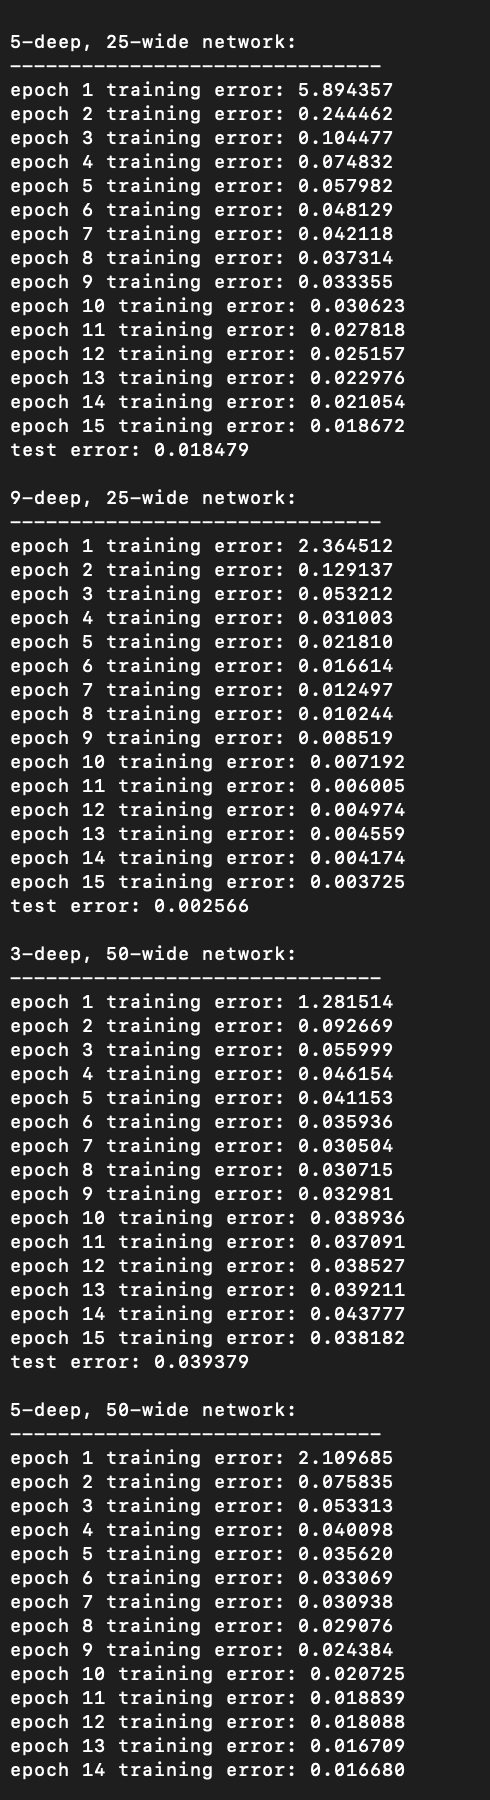 5-deep, 25-wide network:
-------------------------------
epoch 1 training error: 5.894357
epoch 2 training error: 0.244462
epoch 3 training error: 0.104477
epoch 4 training error: 0.074832
epoch 5 training error: 0.057982
epoch 6 training error: 0.048129
epoch 7 training error: 0.042118
epoch 8 training error: 0.037314
epoch 9 training error: 0.033355
epoch 10 training error: 0.030623
epoch 11 training error: 0.027818
epoch 12 training error: 0.025157
epoch 13 training error: 0.022976
epoch 14 training error: 0.021054
epoch 15 training error: 0.018672
test error: 0.018479
9-deep, 25-wide network:
-------------------------------
epoch 1 training error: 2.364512
epoch 2 training error: 0.129137
epoch 3 training error: 0.053212
epoch 4 training error: 0.031003
epoch 5 training error: 0.021810
epoch 6 training error: 0.016614
epoch 7 training error: 0.012497
epoch 8 training error: 0.010244
epoch 9 training error: 0.008519
epoch 10 training error: 0.007192
epoch 11 training error: 0.006005
epoch 12 training error: 0.004974
epoch 13 training error: 0.004559
epoch 14 training error: 0.004174
epoch 15 training error: 0.003725
test error: 0.002566
3-deep, 50-wide network:
-------------------------------
epoch 1 training error: 1.281514
epoch 2 training error: 0.092669
epoch 3 training error: 0.055999
epoch 4 training error: 0.046154
epoch 5 training error: 0.041153
epoch 6 training error: 0.035936
epoch 7 training error: 0.030504
epoch 8 training error: 0.030715
epoch 9 training error: 0.032981
epoch 10 training error: 0.038936
epoch 11 training error: 0.037091
epoch 12 training error: 0.038527
epoch 13 training error: 0.039211
epoch 14 training error: 0.043777
epoch 15 training error: 0.038182
test error: 0.039379
5-deep, 50-wide network:
-------------------------------
epoch 1 training error: 2.109685
epoch 2 training error: 0.075835
epoch 3 training error: 0.053313
epoch 4 training error: 0.040098
epoch 5 training error: 0.035620
epoch 6 training error: 0.033069
epoch 7 training error: 0.030938
epoch 8 training error: 0.029076
epoch 9 training error: 0.024384
epoch 10 training error: 0.020725
epoch 11 training error: 0.018839
epoch 12 training error: 0.018088
epoch 13 training error: 0.016709
epoch 14 training error: 0.016680